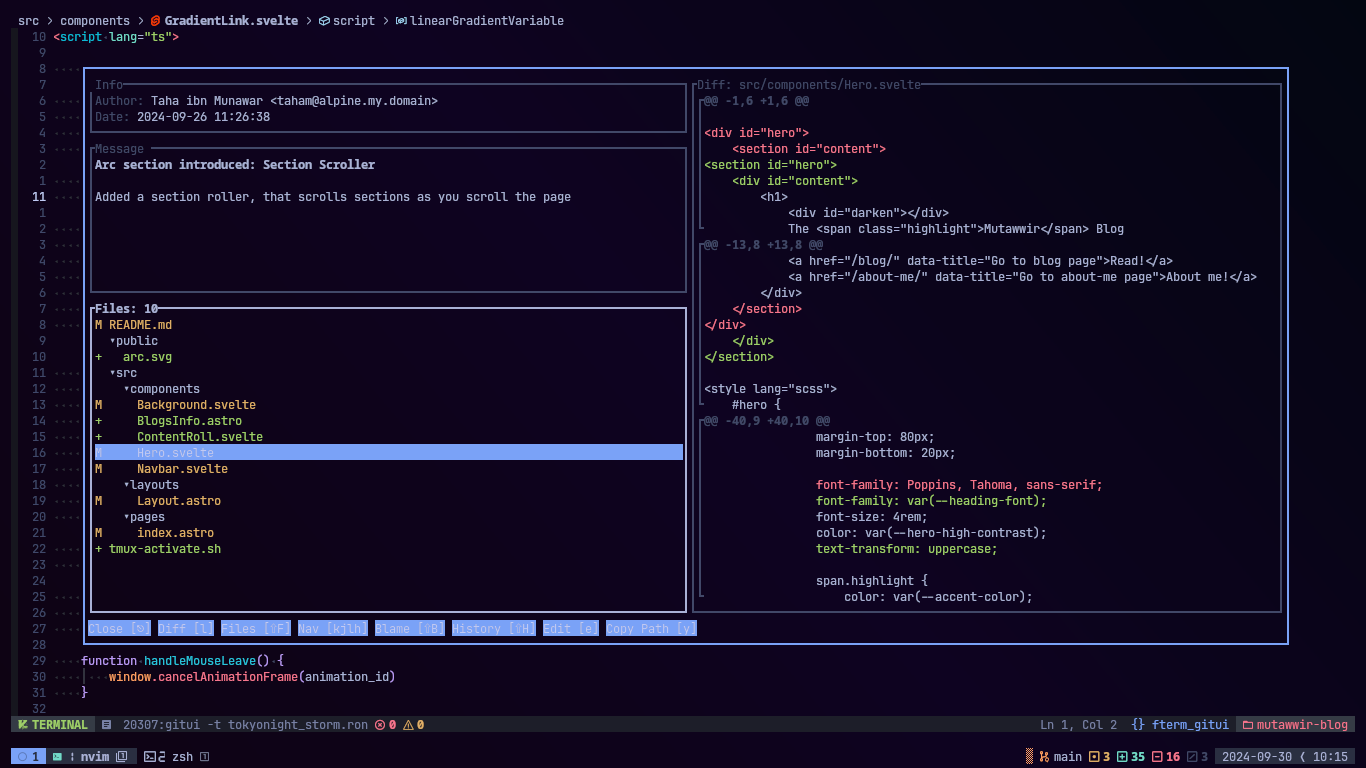 src > components > GradientLink.svelte > script > linearGradientVariable
10 <script lang="ts">
9
8
7
6
5
4
3
2
1
11
1
2
3
4
5
6
7
8
9
10
11
12
13
14
15
16
17
18
19
20
21
22
23
24
25
26
27
28
Info
Author: Taha ibn Munawar <taham@alpine.my.domain>
Date: 2024-09-26 11:26:38
Message
Arc section introduced: Section Scroller
Added a section roller, that scrolls sections as you scroll the page
Files: 10
M README.md
▾public
+ arc.svg
▾src
▾components
M Background.svelte
+ BlogsInfo.astro
+ ContentRoll.svelte
M Hero.svelte
M Navbar.svelte
▾layouts
M Layout.astro
▾pages
M index.astro
+ tmux-activate.sh
Diff: src/components/Hero.svelte
@@ -1,6 +1,6 @@
<div id="hero">
<section id="content">
<section id="hero">
<div id="content">
<h1>
<div id="darken"></div>
The <span class="highlight">Mutawwir</span> Blog
@@ -13,8 +13,8 @@
<a href="/blog/" data-title="Go to blog page">Read!</a>
<a href="/about-me/" data-title="Go to about-me page">About me!</a>
</div>
</section>
</div>
</div>
</section>
<style lang="scss">
#hero {
@@ -40,9 +40,10 @@
margin-top: 80px;
margin-bottom: 20px;
font-family: Poppins, Tahoma, sans-serif;
font-family: var(--heading-font);
font-size: 4rem;
color: var(--hero-high-contrast);
text-transform: uppercase;
span.highlight {
color: var(--accent-color);
Close [⎋] Diff [l] Files [⇧F] Nav [kjlh] Blame [⇧B] History [⇧H] Edit [e] Copy Path [y]
29 function handleMouseLeave() {
30 window.cancelAnimationFrame(animation_id)
31 }
32
TERMINAL 20307:gitui -t tokyonight_storm.ron 0 0 Ln 1, Col 2 {} fterm_gitui mutawwir-blog
1 nvim 1 2 zsh 1 main 3 35 16 3 2024-09-30 ❬ 10:15